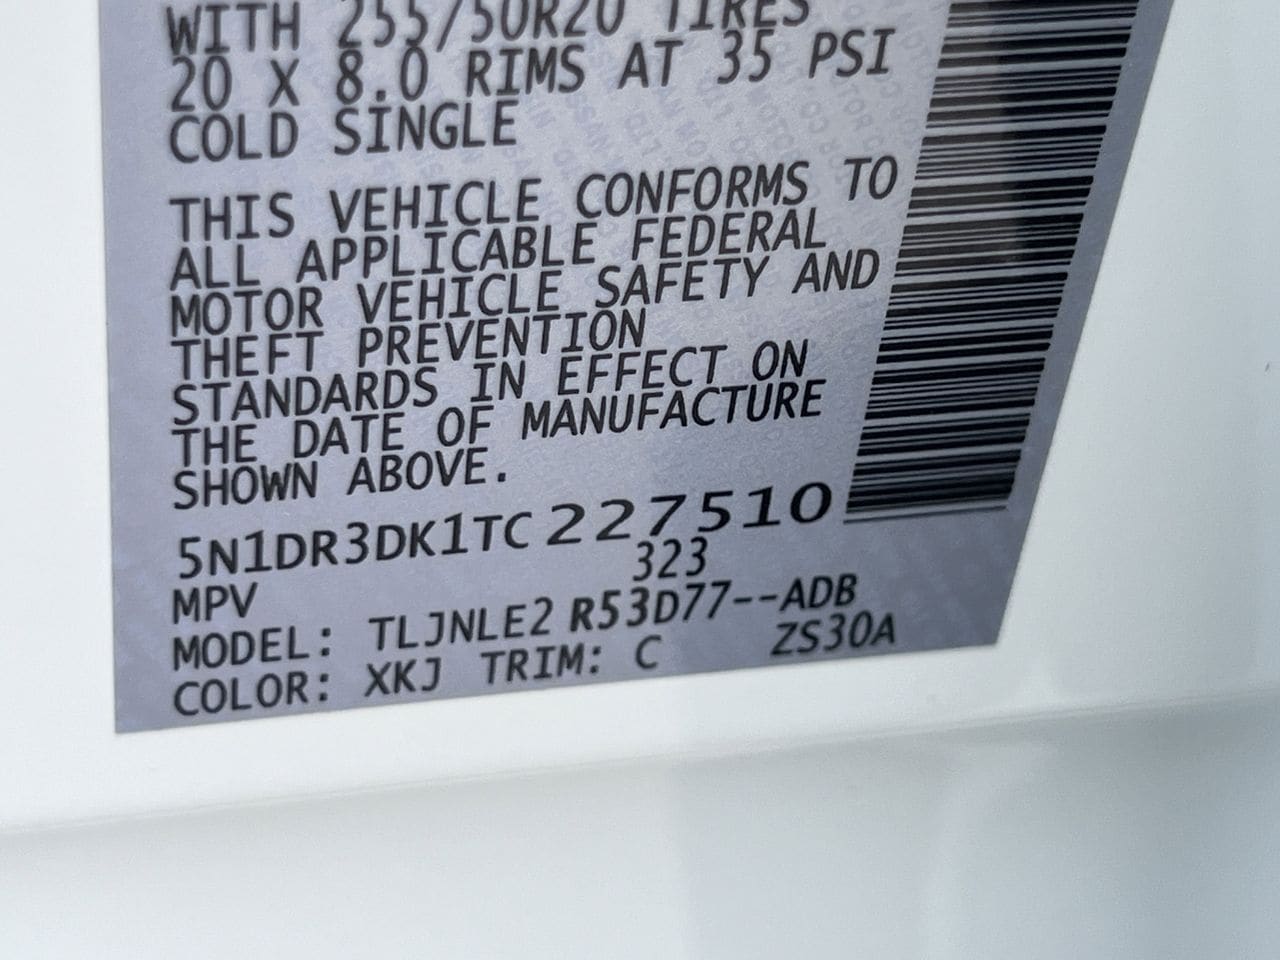 WITH 255/50R20 TIRES
20 X 8.0 RIMS AT 35 PSI
COLD SINGLE
THIS VEHICLE CONFORMS TO
ALL APPLICABLE FEDERAL
MOTOR VEHICLE SAFETY AND
THEFT PREVENTION
STANDARDS IN EFFECT ON
THE DATE OF MANUFACTURE
SHOWN ABOVE.
5N1DR3DK1TC227510
MPV 323
MODEL: TLJNLE2 R53D77--ADB
COLOR: XKJ TRIM: C ZS30A